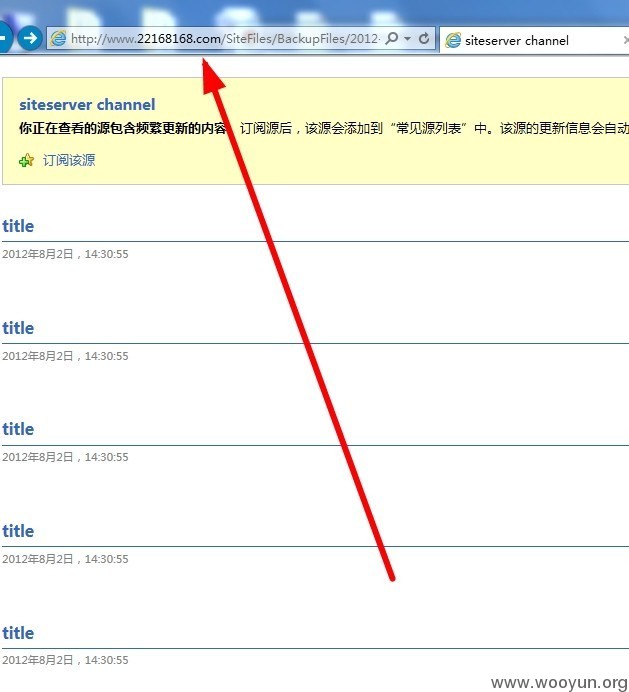 http://www.22168168.com/SiteFiles/BackupFiles/2012-
siteserver channel
siteserver channel
你正在查看的源包含频繁更新的内容。订阅源后，该源会添加到“常见源列表”中。该源的更新信息会自动
订阅该源
title
2012年8月2日，14:30:55
title
2012年8月2日，14:30:55
title
2012年8月2日，14:30:55
title
2012年8月2日，14:30:55
title
2012年8月2日，14:30:55
www.wooyun.org